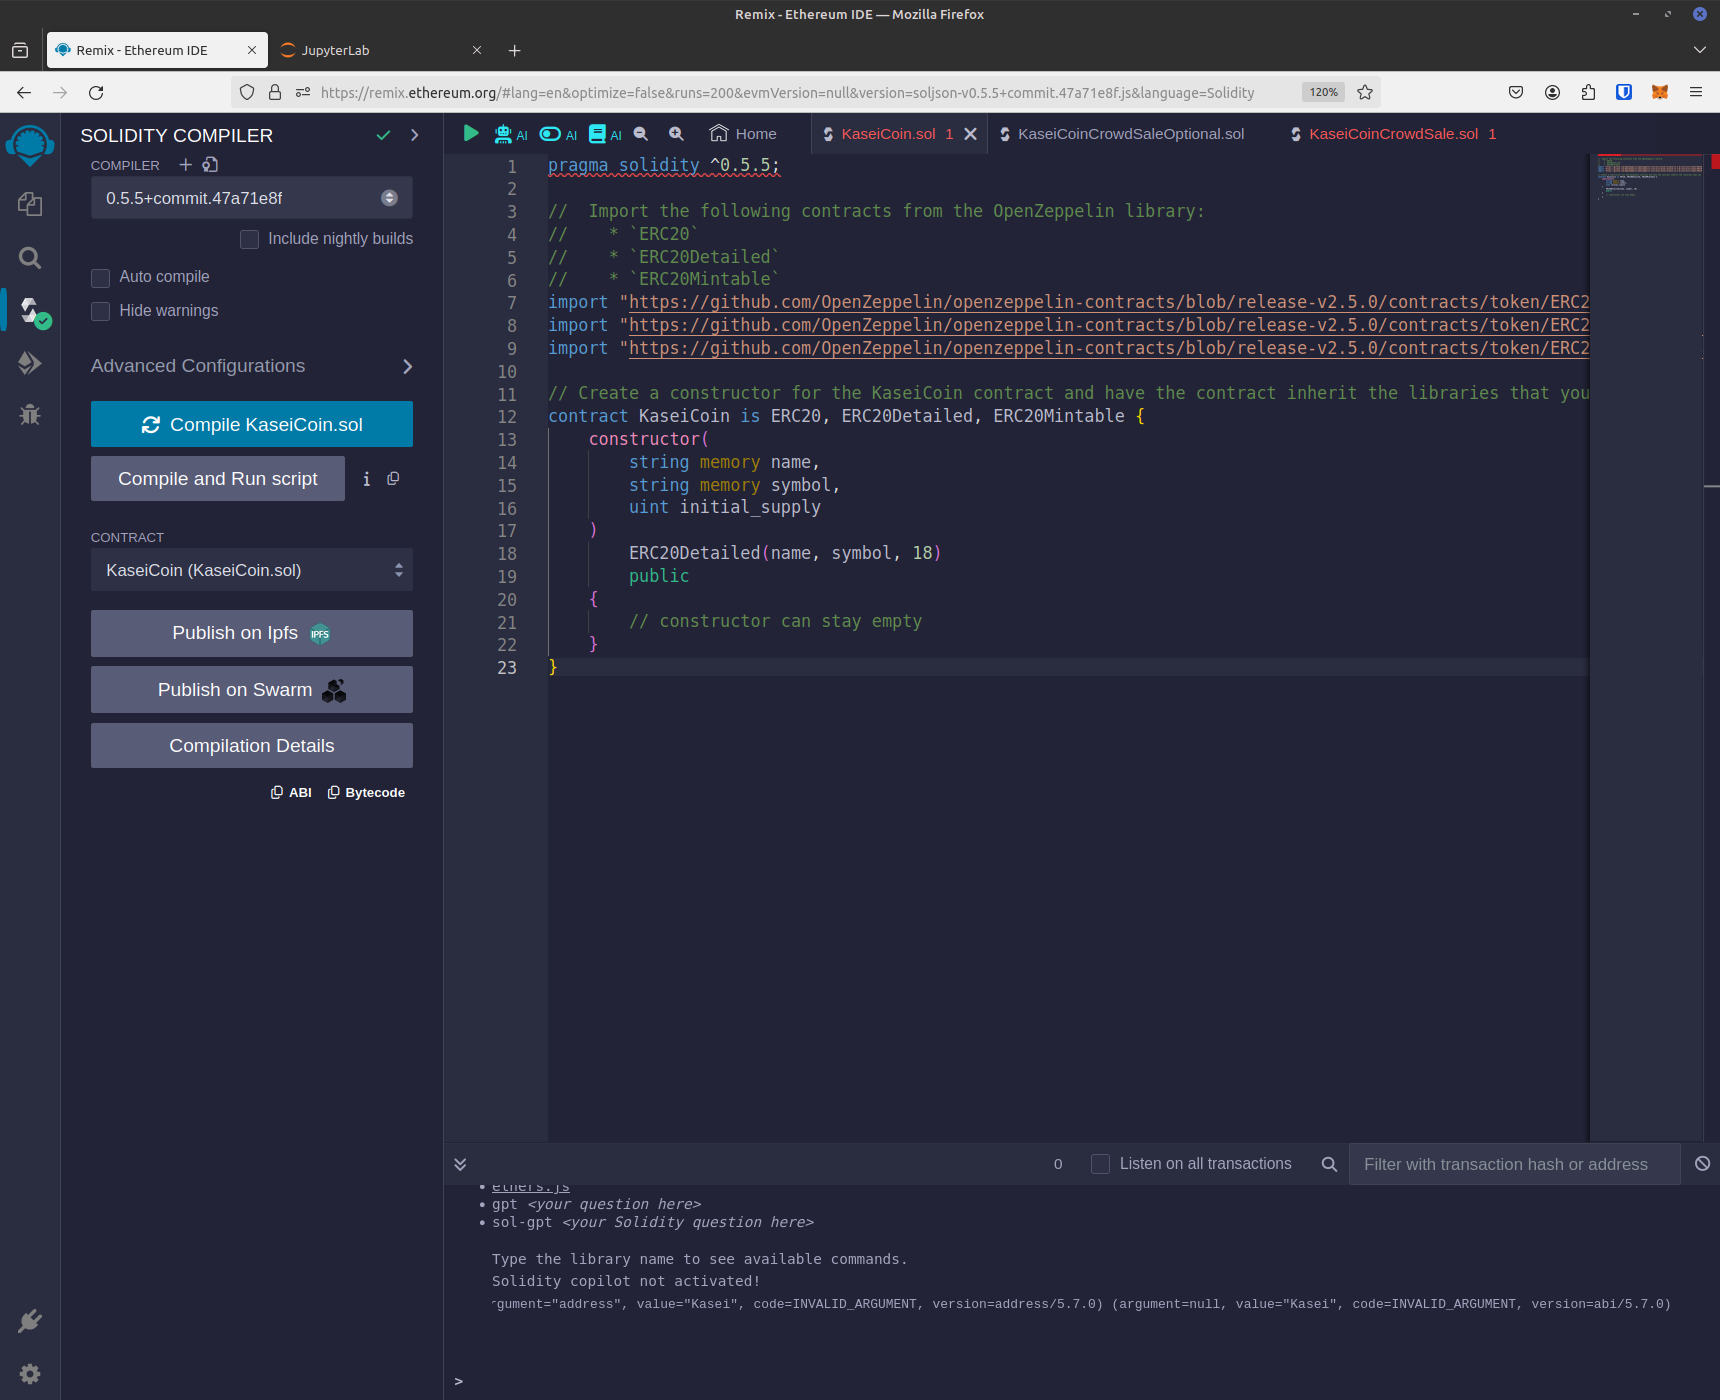 Remix - Ethereum IDE — Mozilla Firefox
Remix - Ethereum IDE
JupyterLab
https://remix.ethereum.org/#lang=en&optimize=false&runs=200&evmVersion=null&version=soljson-v0.5.5+commit.47a71e8f.js&language=Solidity
120%
SOLIDITY COMPILER
COMPILER
0.5.5+commit.47a71e8f
Include nightly builds
Auto compile
Hide warnings
Advanced Configurations
Compile KaseiCoin.sol
Compile and Run script
CONTRACT
KaseiCoin (KaseiCoin.sol)
Publish on Ipfs IPFS
Publish on Swarm
Compilation Details
ABI Bytecode
AI AI AI Home KaseiCoin.sol 1 KaseiCoinCrowdSaleOptional.sol KaseiCoinCrowdSale.sol 1
1 pragma solidity ^0.5.5;
2
3 //  Import the following contracts from the OpenZeppelin library:
4 //    * `ERC20`
5 //    * `ERC20Detailed`
6 //    * `ERC20Mintable`
7 import "https://github.com/OpenZeppelin/openzeppelin-contracts/blob/release-v2.5.0/contracts/token/ERC2
8 import "https://github.com/OpenZeppelin/openzeppelin-contracts/blob/release-v2.5.0/contracts/token/ERC2
9 import "https://github.com/OpenZeppelin/openzeppelin-contracts/blob/release-v2.5.0/contracts/token/ERC2
10
11 // Create a constructor for the KaseiCoin contract and have the contract inherit the libraries that you
12 contract KaseiCoin is ERC20, ERC20Detailed, ERC20Mintable {
13     constructor(
14         string memory name,
15         string memory symbol,
16         uint initial_supply
17     )
18         ERC20Detailed(name, symbol, 18)
19         public
20     {
21         // constructor can stay empty
22     }
23 }
0 Listen on all transactions Filter with transaction hash or address
• ethers.js
• gpt <your question here>
• sol-gpt <your Solidity question here>
Type the library name to see available commands.
Solidity copilot not activated!
rgument="address", value="Kasei", code=INVALID_ARGUMENT, version=address/5.7.0) (argument=null, value="Kasei", code=INVALID_ARGUMENT, version=abi/5.7.0)
>